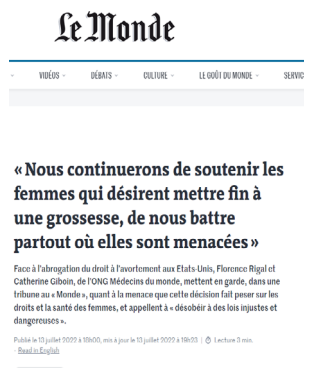 Le Monde
VIDÉOS DÉBATS CULTURE LE GOÛT DU MONDE SERVIC
« Nous continuerons de soutenir les
femmes qui désirent mettre fin à
une grossesse, de nous battre
partout où elles sont menacées »
Face à l'abrogation du droit à l'avortement aux Etats-Unis, Florence Rigal et
Catherine Giboin, de l'ONG Médecins du monde, mettent en garde, dans une
tribune au « Monde », quant à la menace que cette décision fait peser sur les
droits et la santé des femmes, et appellent à « désobéir à des lois injustes et
dangereuses ».
Publié le 13 juillet 2022 à 18h00, mis à jour le 13 juillet 2022 à 19h23 | Lecture 3 min.
· Read in English